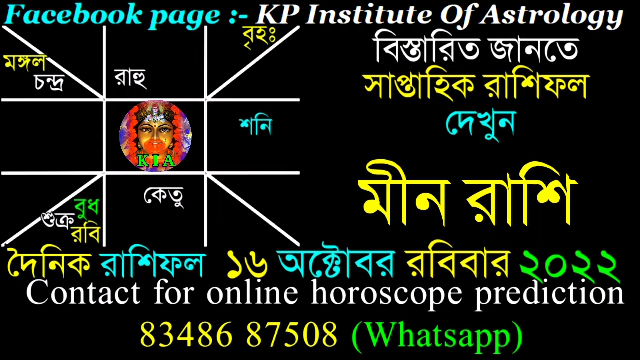 Facebook page :- KP Institute Of Astrology
বৃহঃ
মঙ্গল
চন্দ্র
রাহু
বিস্তারিত জানতে
সাপ্তাহিক রাশিফল
দেখুন
শনি
KIA
কেতু
মীন রাশি
বুধ
শুক্র
রবি
দৈনিক রাশিফল ১৬ অক্টোবর রবিবার ২০২২
Contact for online horoscope prediction
83486 87508 (Whatsapp)